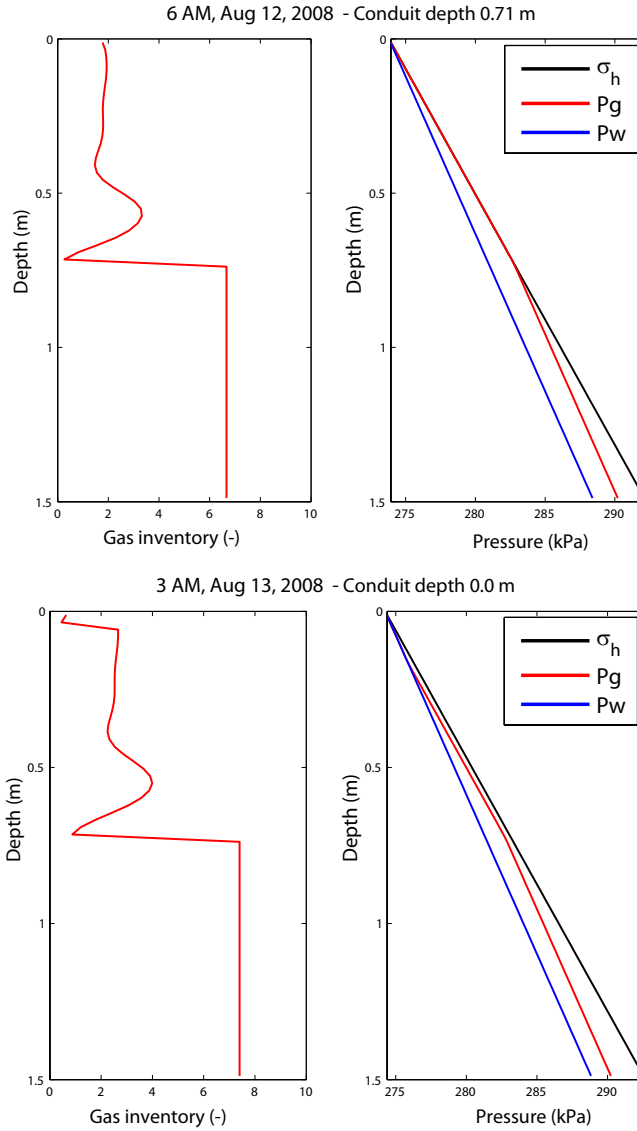 6 AM, Aug 12, 2008 - Conduit depth 0.71 m
0
0.5
1
1.5
Depth (m)
0 2 4 6 8 10
Gas inventory (-)
0
0.5
1
1.5
Depth (m)
275 280 285 290
Pressure (kPa)
σh
Pg
Pw
3 AM, Aug 13, 2008 - Conduit depth 0.0 m
0
0.5
1
1.5
Depth (m)
0 2 4 6 8 10
Gas inventory (-)
0
0.5
1
1.5
Depth (m)
275 280 285 290
Pressure (kPa)
σh
Pg
Pw